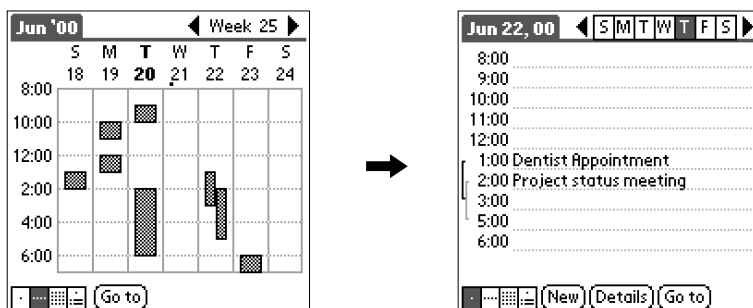 Jun '00 Week 25
S M T W T F S
18 19 20 21 22 23 24
8:00
10:00
12:00
2:00
4:00
6:00
Go to
Jun 22, 00 S M T W T F S
8:00
9:00
10:00
11:00
12:00
1:00 Dentist Appointment
2:00 Project status meeting
3:00
5:00
6:00
New Details Go to